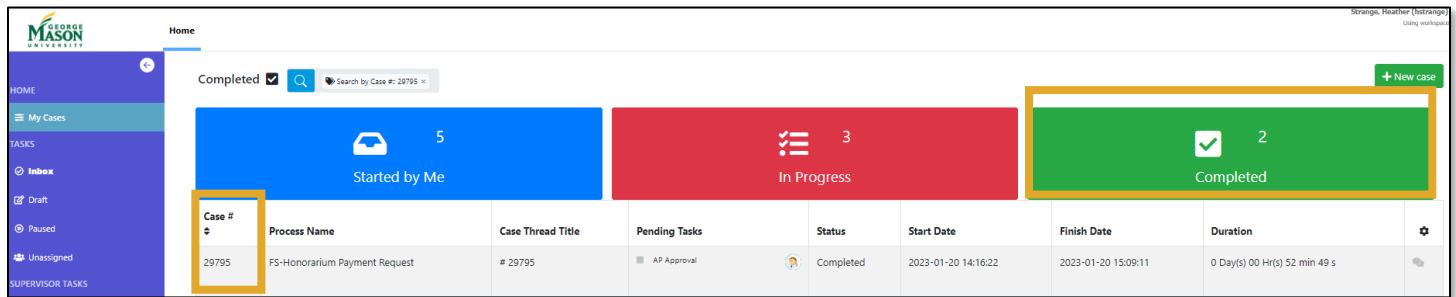 Strange, Heather (hstrange)
Using workspace
GEORGE
MASON
UNIVERSITY
Home
HOME
My Cases
TASKS
Inbox
Draft
Paused
Unassigned
SUPERVISOR TASKS
Completed
Search by Case #: 29795 ×
+ New case
5
Started by Me
3
In Progress
2
Completed
Case # Process Name Case Thread Title Pending Tasks Status Start Date Finish Date Duration
29795 FS-Honorarium Payment Request # 29795 AP Approval Completed 2023-01-20 14:16:22 2023-01-20 15:09:11 0 Day(s) 00 Hr(s) 52 min 49 s